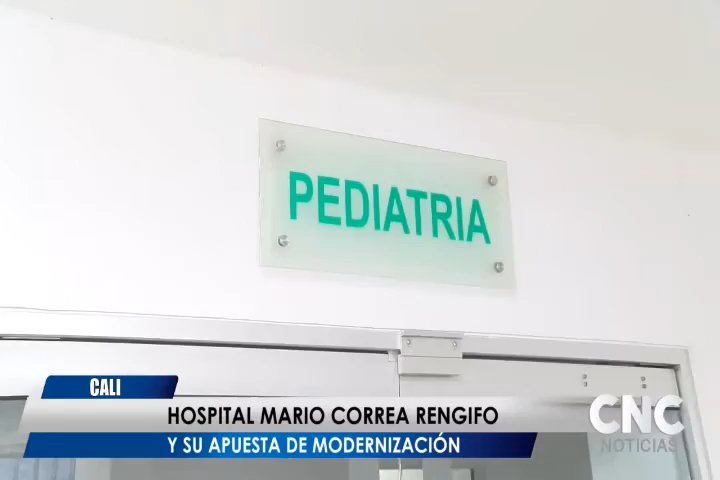 PEDIATRIA
CALI
HOSPITAL MARIO CORREA RENGIFO
Y SU APUESTA DE MODERNIZACIÓN
CNC
NOTICIAS